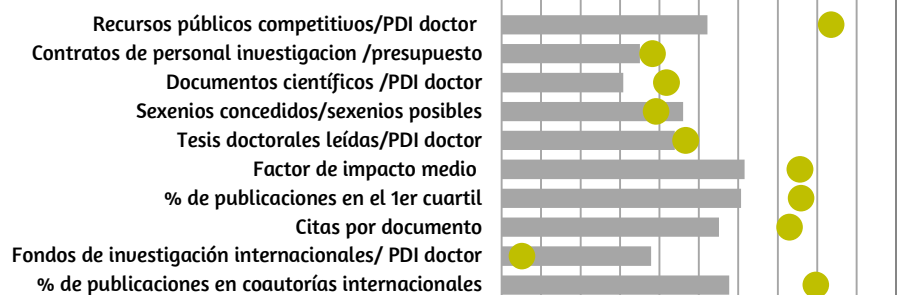 Recursos públicos competitivos/PDI doctor
Contratos de personal investigacion /presupuesto
Documentos científicos /PDI doctor
Sexenios concedidos/sexenios posibles
Tesis doctorales leídas/PDI doctor
Factor de impacto medio
% de publicaciones en el 1er cuartil
Citas por documento
Fondos de investigación internacionales/ PDI doctor
% de publicaciones en coautorías internacionales